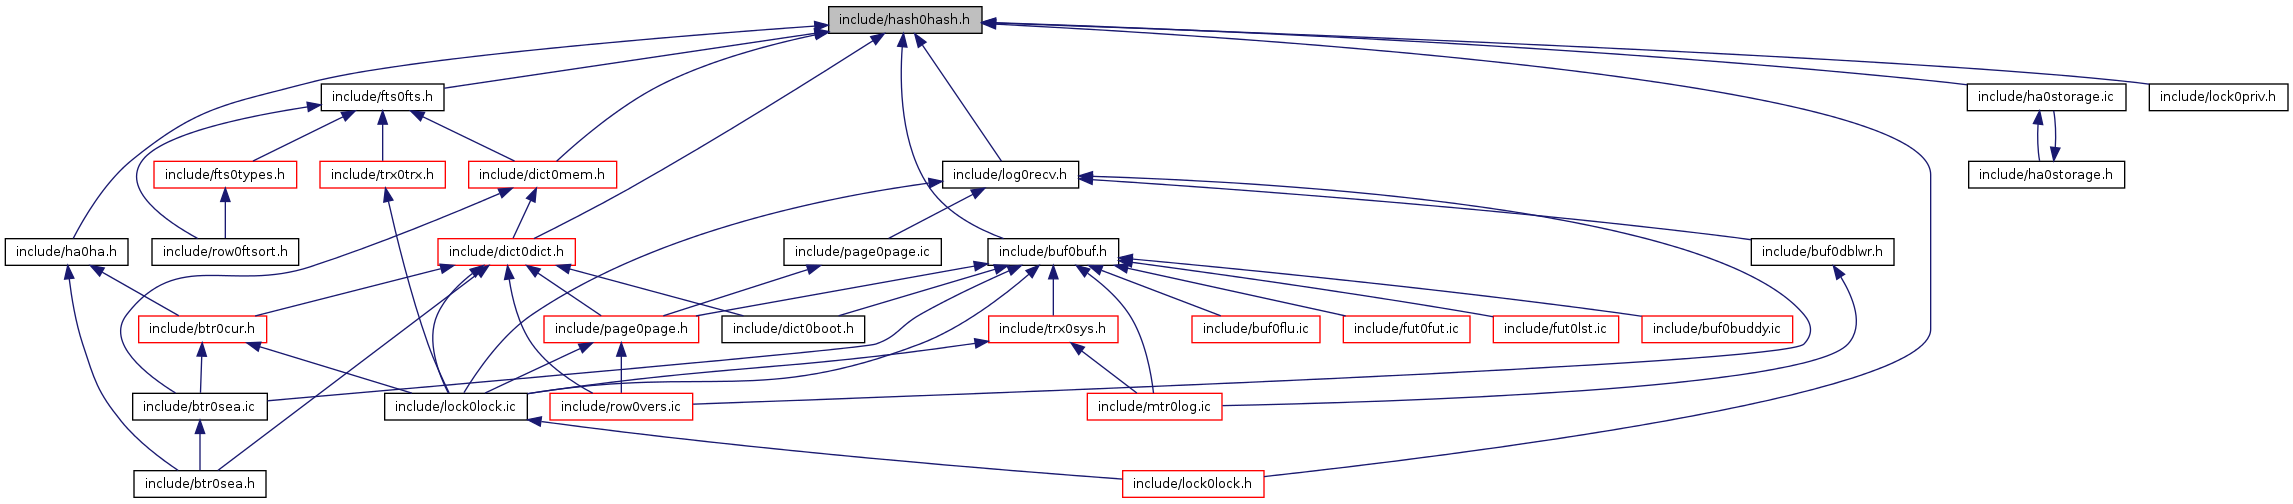 include/hash0hash.h
include/fts0fts.h
include/ha0storage.ic
include/lock0priv.h
include/fts0types.h
include/trx0trx.h
include/dict0mem.h
include/log0recv.h
include/ha0storage.h
include/ha0ha.h
include/row0ftsort.h
include/dict0dict.h
include/page0page.ic
include/buf0buf.h
include/buf0dblwr.h
include/btr0cur.h
include/page0page.h
include/dict0boot.h
include/trx0sys.h
include/buf0flu.ic
include/fut0fut.ic
include/fut0lst.ic
include/buf0buddy.ic
include/btr0sea.ic
include/lock0lock.ic
include/row0vers.ic
include/mtr0log.ic
include/btr0sea.h
include/lock0lock.h